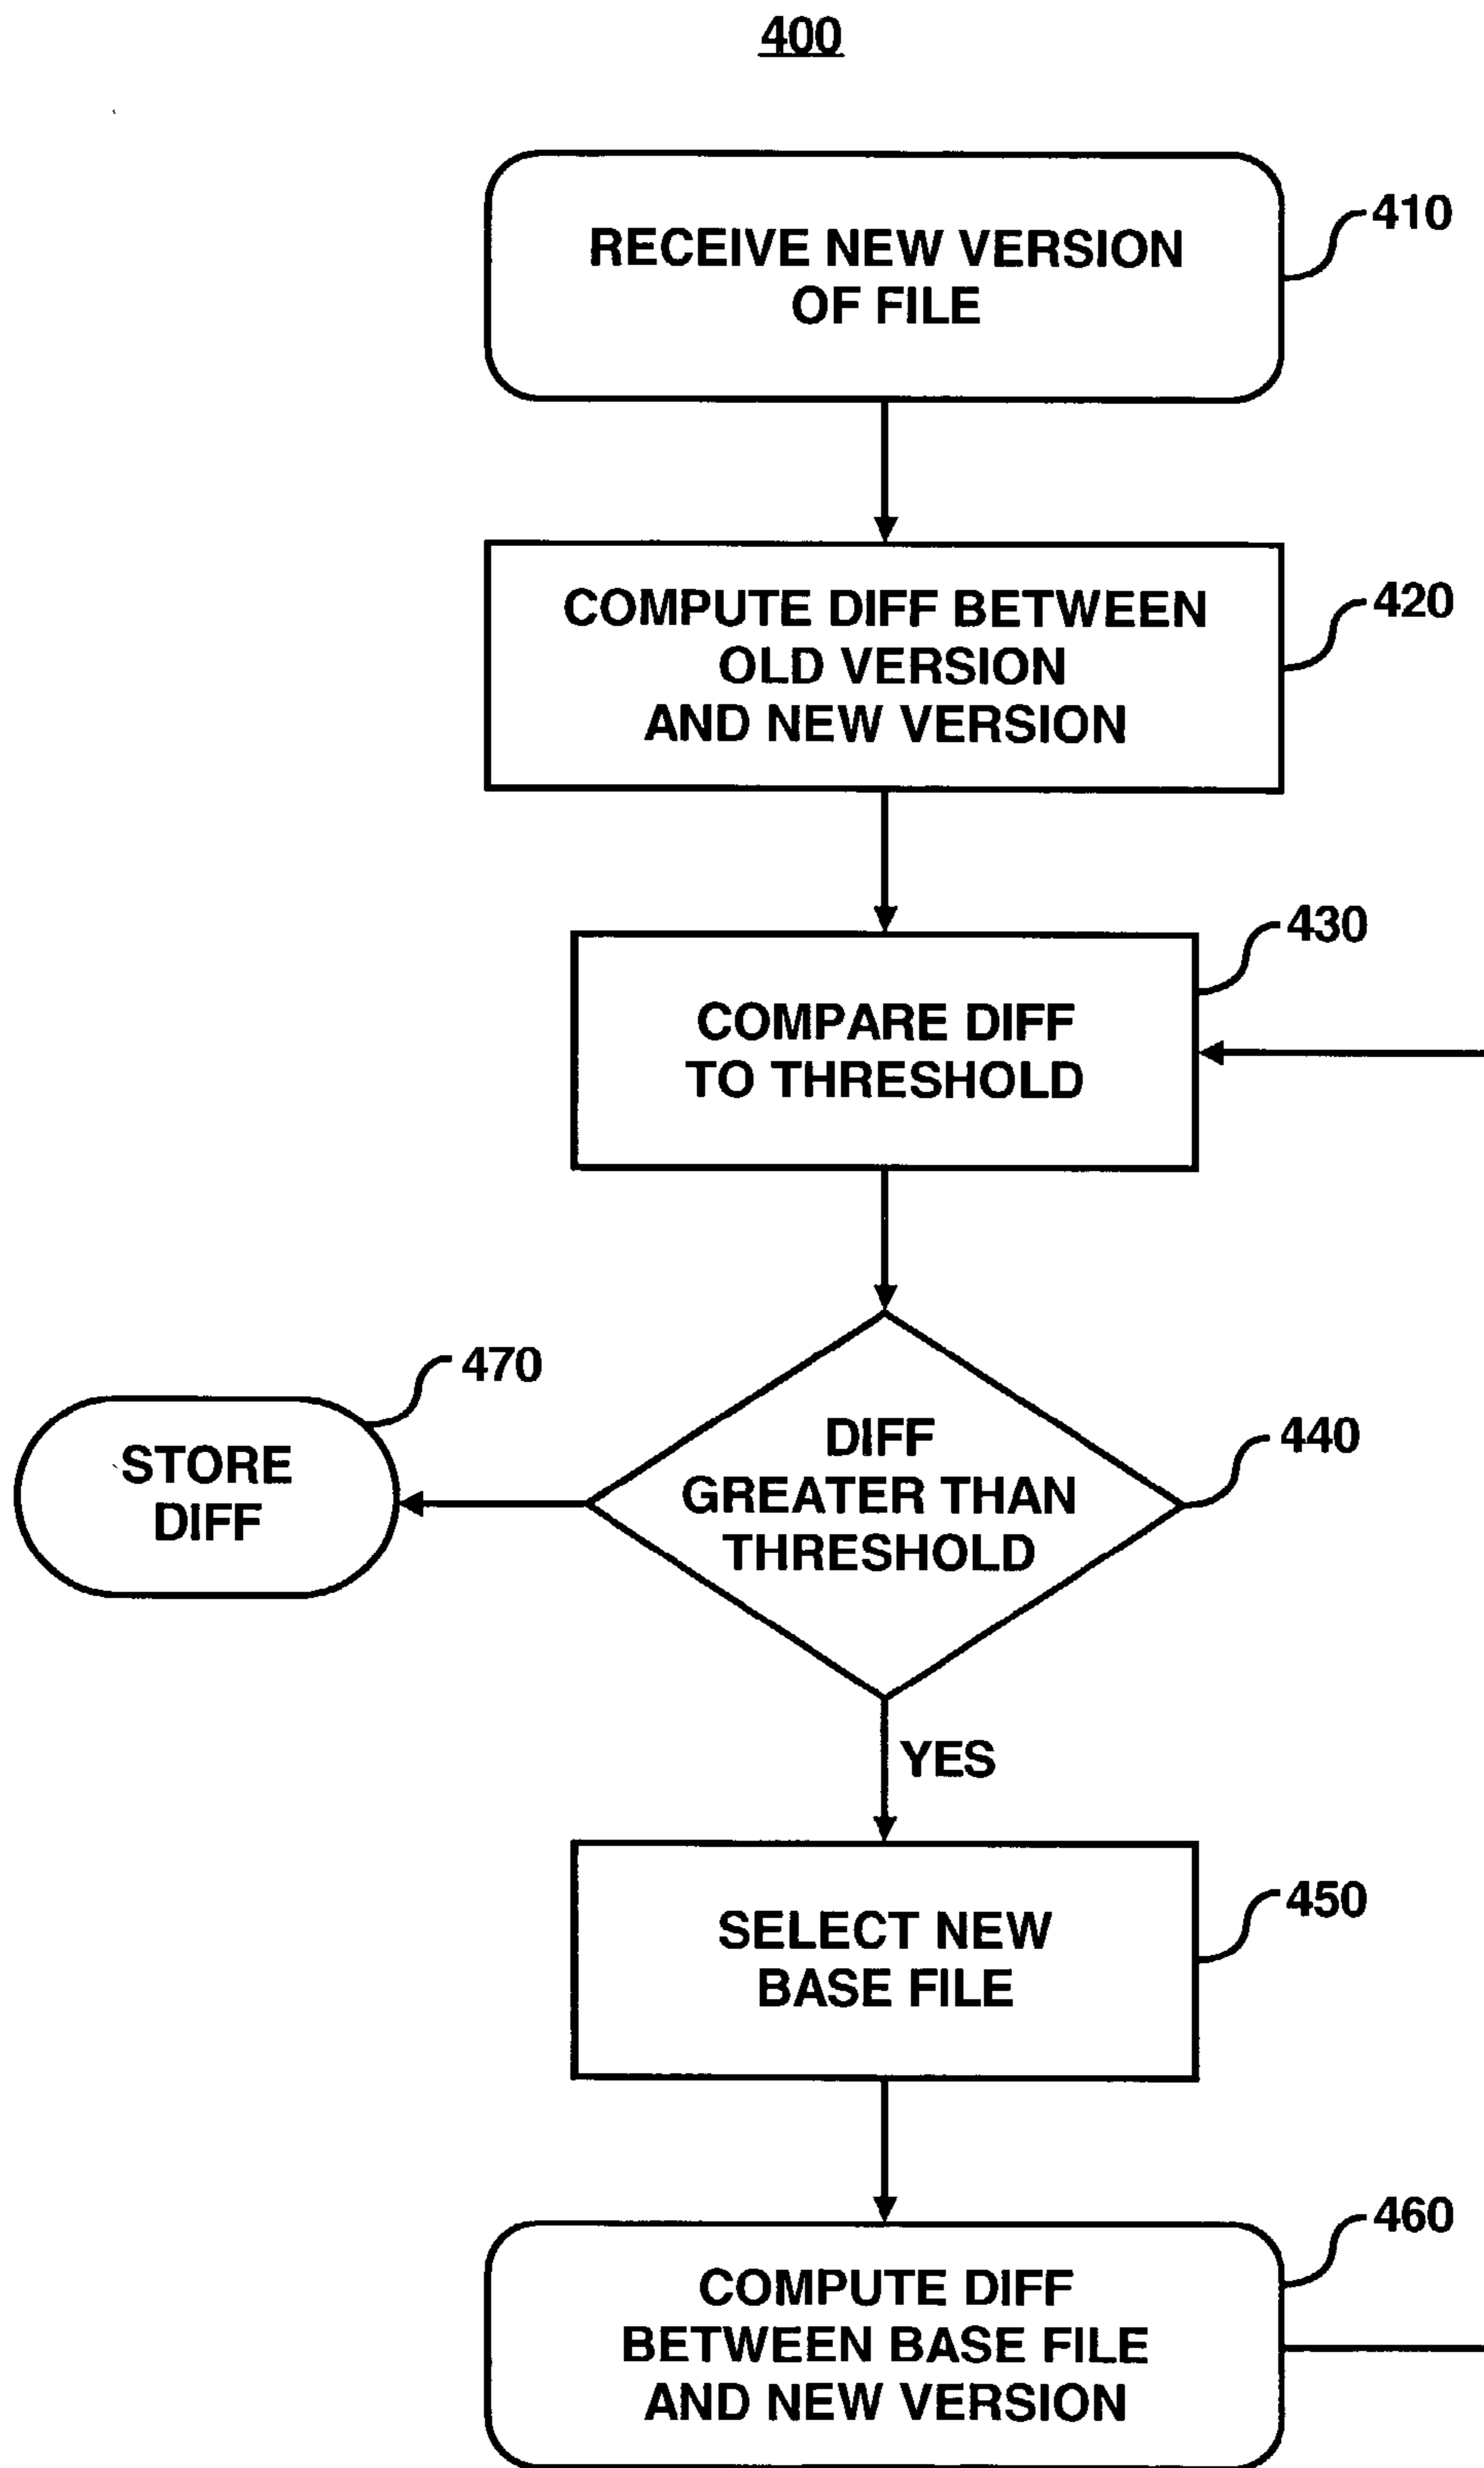 400
RECEIVE NEW VERSION
OF FILE
410
COMPUTE DIFF BETWEEN
OLD VERSION
AND NEW VERSION
420
430
COMPARE DIFF
TO THRESHOLD
470
STORE
DIFF
DIFF
GREATER THAN
THRESHOLD
440
YES
SELECT NEW
BASE FILE
450
460
COMPUTE DIFF
BETWEEN BASE FILE
AND NEW VERSION